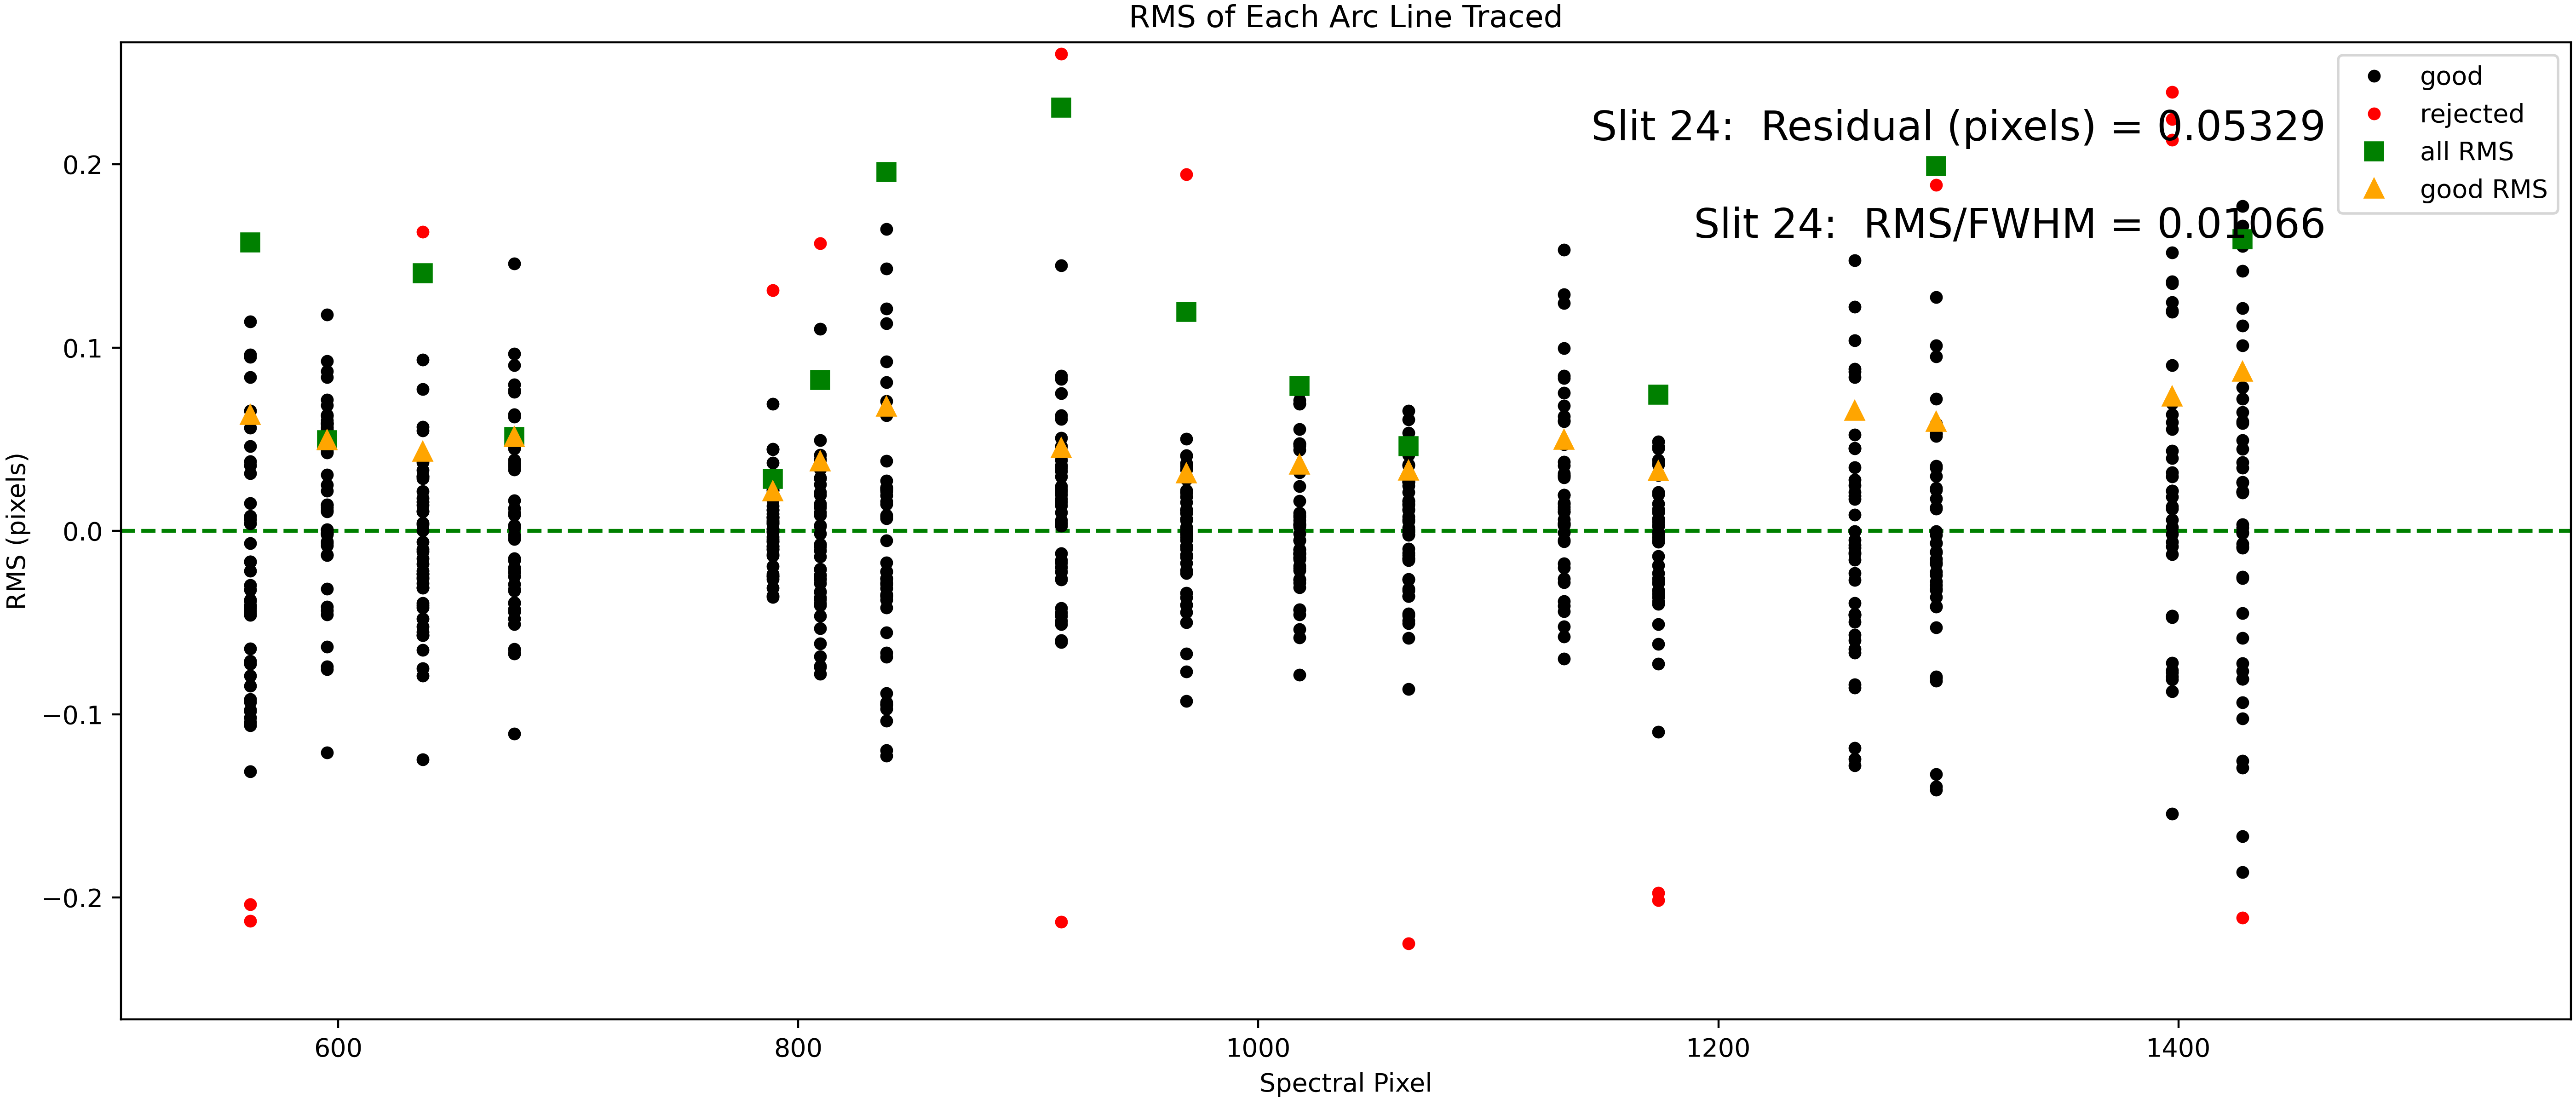 RMS of Each Arc Line Traced
good
rejected
all RMS
good RMS
Slit 24:  Residual (pixels) = 0.05329
Slit 24:  RMS/FWHM = 0.01066
RMS (pixels)
0.2
0.1
0.0
−0.1
−0.2
600 800 1000 1200 1400
Spectral Pixel